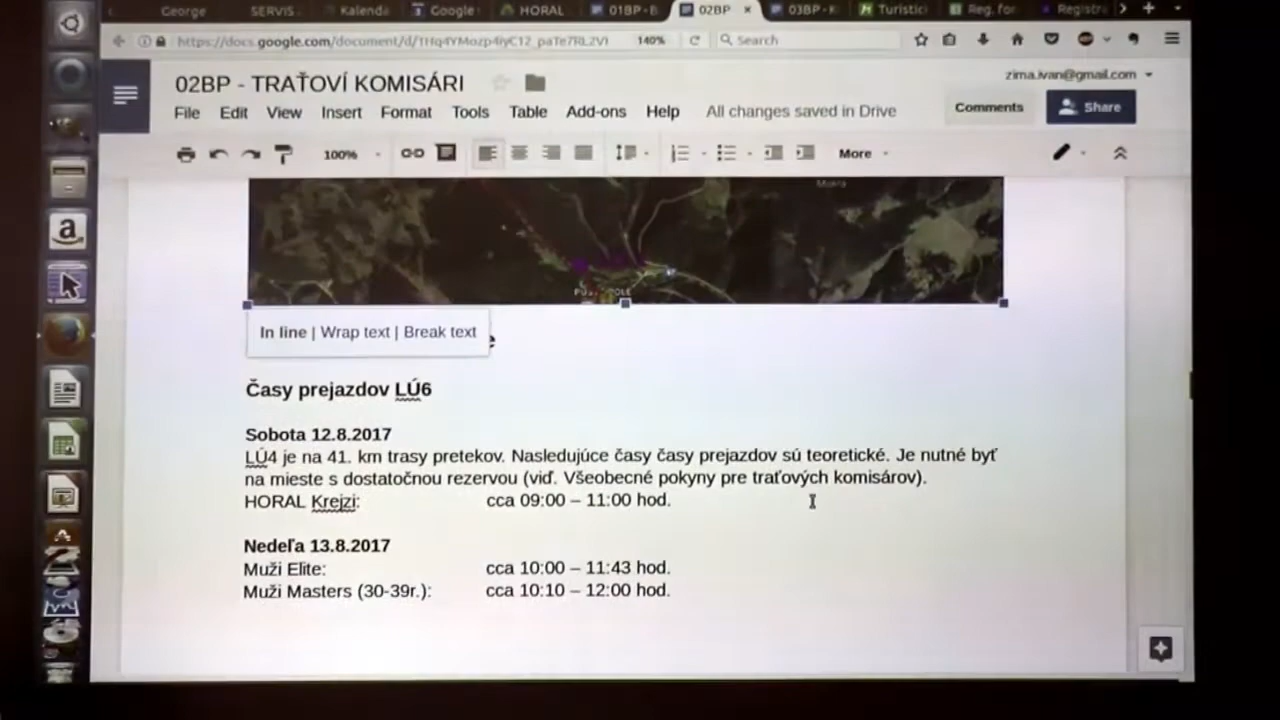 George SERVIS Kalenda Google HORAL 01BP - B 02BP × 03BP - K Turistici Reg. for Registra
https://docs.google.com/document/d/ 140% Search
02BP - TRAŤOVÍ KOMISÁRI
zima.ivan@gmail.com
File Edit View Insert Format Tools Table Add-ons Help All changes saved in Drive
Comments Share
100% More
In line | Wrap text | Break text
e
Časy prejazdov LÚ6
Sobota 12.8.2017
LÚ4 je na 41. km trasy pretekov. Nasledujúce časy časy prejazdov sú teoretické. Je nutné byť
na mieste s dostatočnou rezervou (viď. Všeobecné pokyny pre traťových komisárov).
HORAL Krejzi: cca 09:00 – 11:00 hod.
Nedeľa 13.8.2017
Muži Elite: cca 10:00 – 11:43 hod.
Muži Masters (30-39r.): cca 10:10 – 12:00 hod.